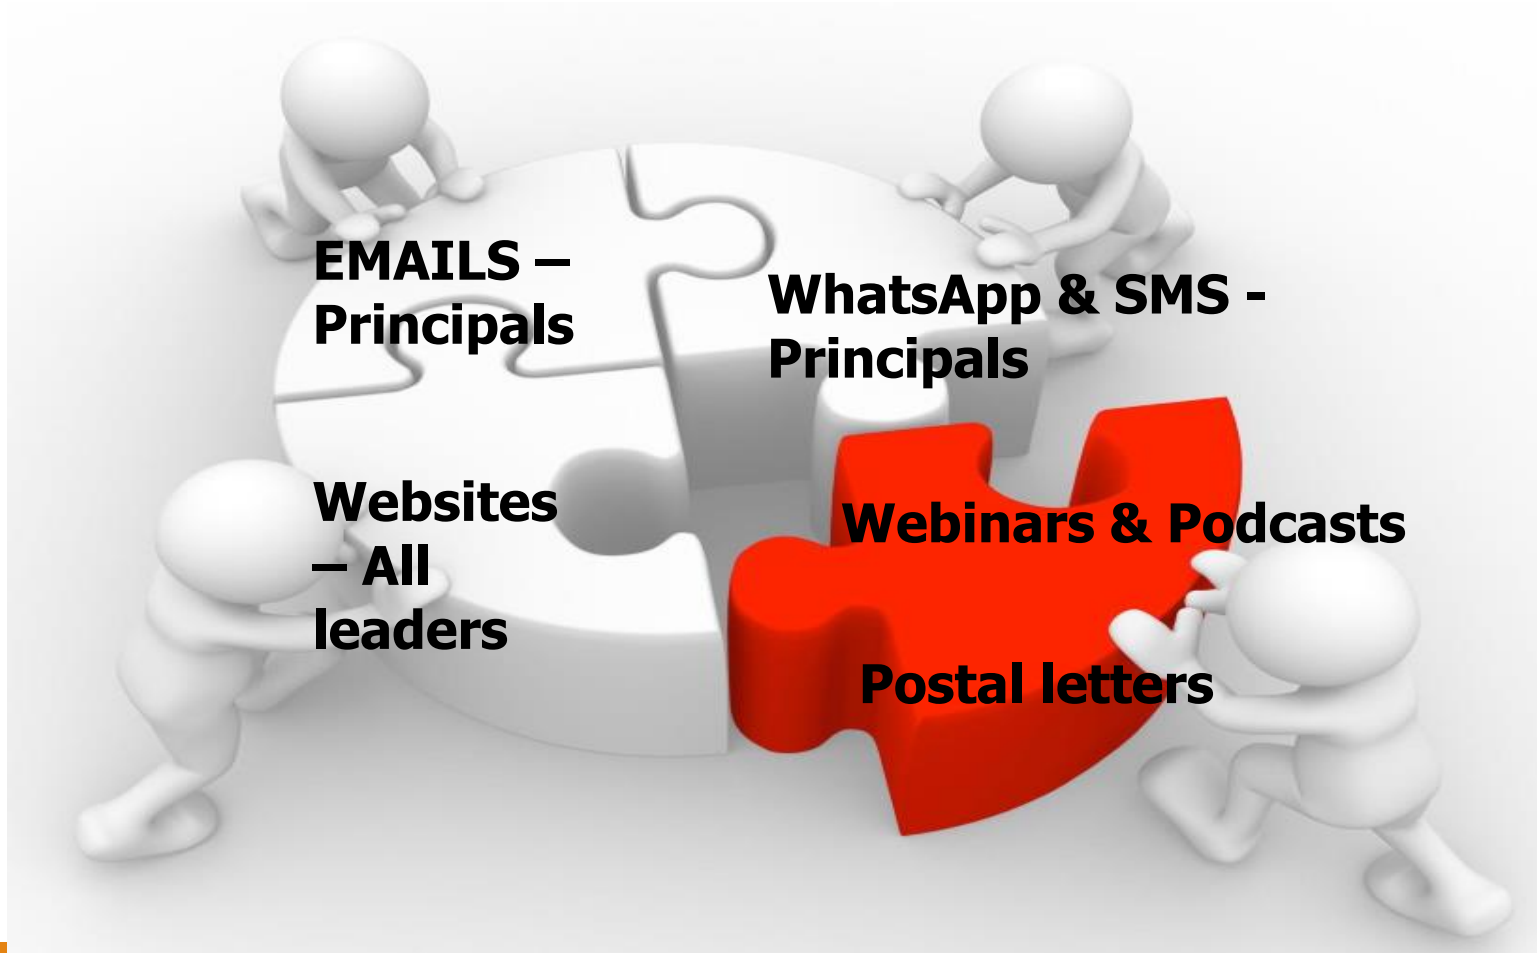 EMAILS –
Principals
WhatsApp & SMS -
Principals
Websites
– All
leaders
Webinars & Podcasts
Postal letters